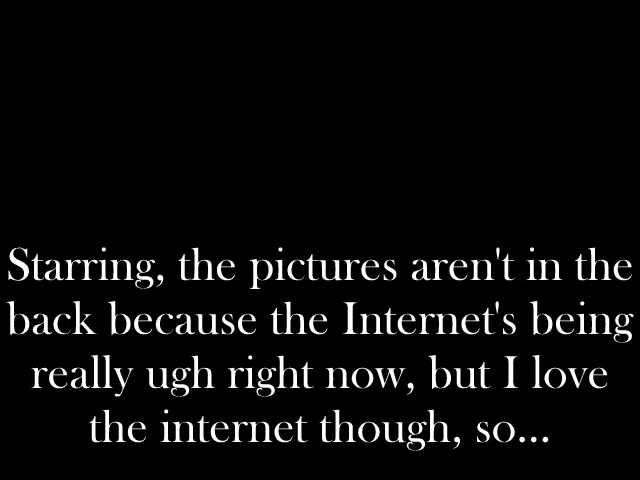 Starring, the pictures aren't in the
back because the Internet's being
really ugh right now, but I love
the internet though, so...